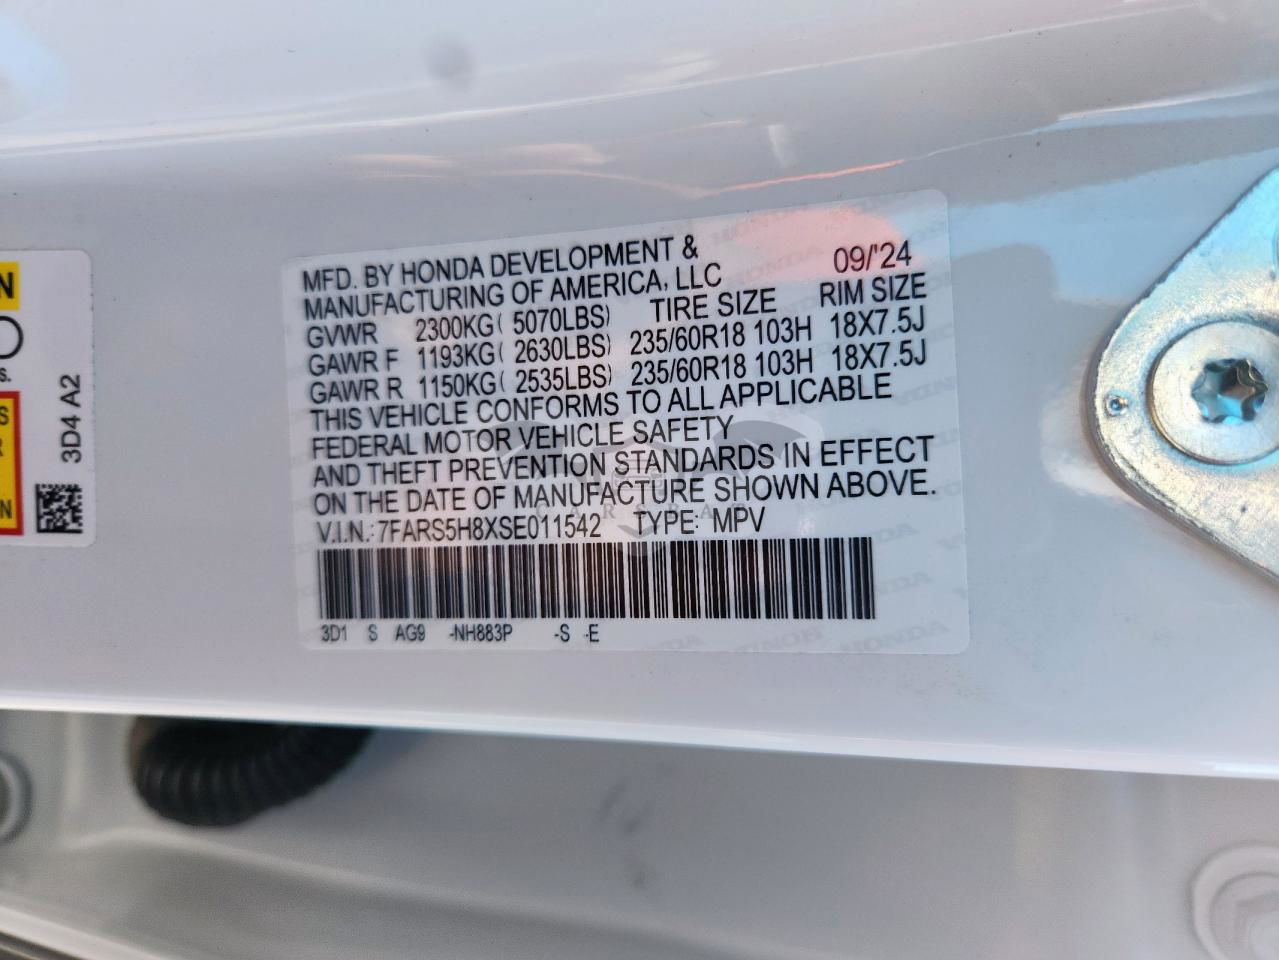 MFD. BY HONDA DEVELOPMENT & 09/'24
MANUFACTURING OF AMERICA, LLC
GVWR 2300KG( 5070LBS) TIRE SIZE RIM SIZE
GAWR F 1193KG( 2630LBS) 235/60R18 103H 18X7.5J
GAWR R 1150KG( 2535LBS) 235/60R18 103H 18X7.5J
THIS VEHICLE CONFORMS TO ALL APPLICABLE
FEDERAL MOTOR VEHICLE SAFETY
AND THEFT PREVENTION STANDARDS IN EFFECT
ON THE DATE OF MANUFACTURE SHOWN ABOVE.
V.I.N.: 7FARS5H8XSE011542 TYPE: MPV
3D1 S AG9 -NH883P -S -E
3D4 A2